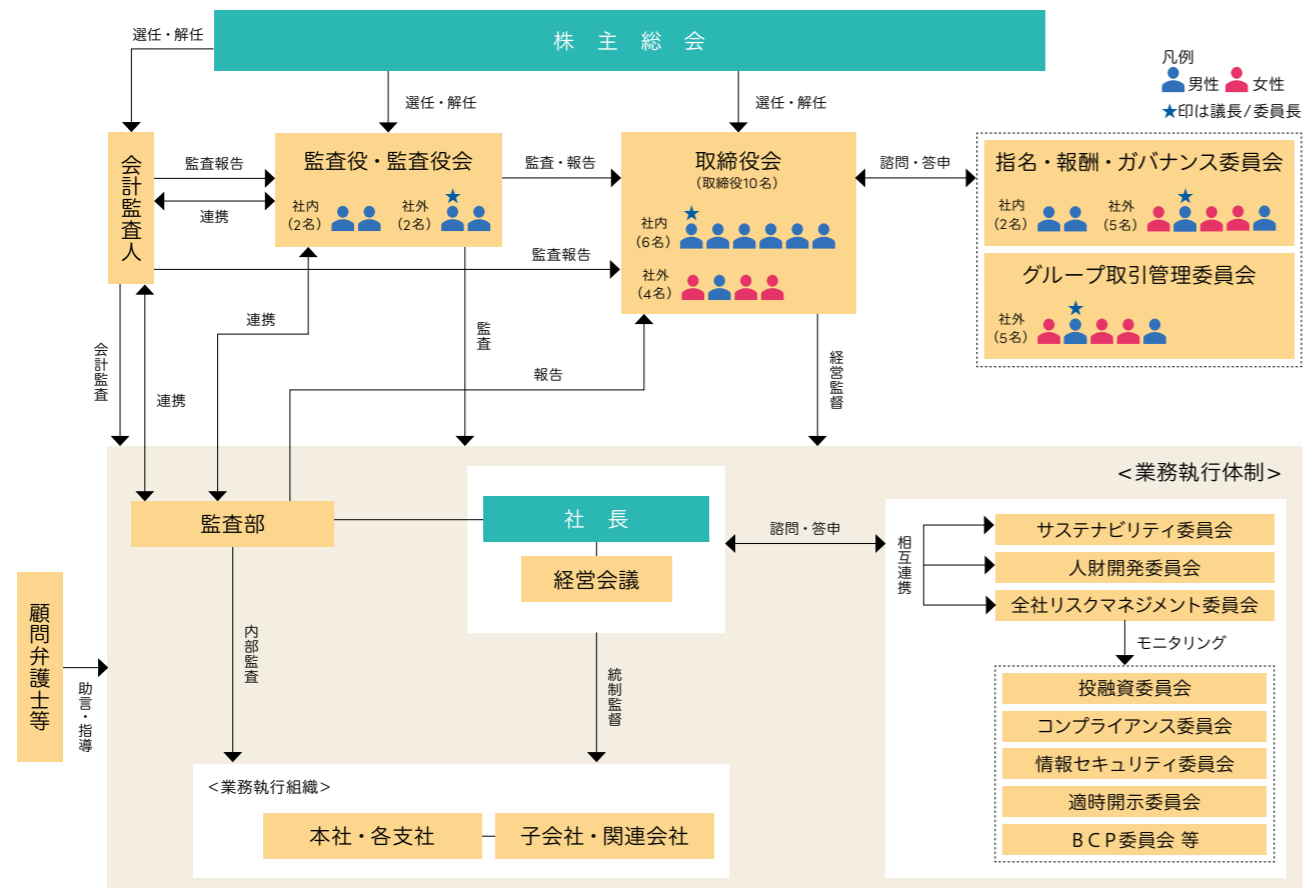 株主総会
選任・解任
選任・解任
選任・解任
凡例
男性 女性
★印は議長/委員長
会計監査人
監査報告
連携
監査役・監査役会
社内
(2名)
社外
(2名)
監査・報告
取締役会
(取締役10名)
社内
(6名)
社外
(4名)
諮問・答申
指名・報酬・ガバナンス委員会
社内
(2名)
社外
(5名)
グループ取引管理委員会
社外
(5名)
監査報告
連携
監査
報告
会計監査
連携
経営監督
<業務執行体制>
監査部
社長
経営会議
諮問・答申
相互連携
サステナビリティ委員会
人財開発委員会
全社リスクマネジメント委員会
モニタリング
投融資委員会
コンプライアンス委員会
情報セキュリティ委員会
適時開示委員会
BCP委員会 等
顧問弁護士等
助言・指導
内部監査
統制監督
<業務執行組織>
本社・各支社
子会社・関連会社